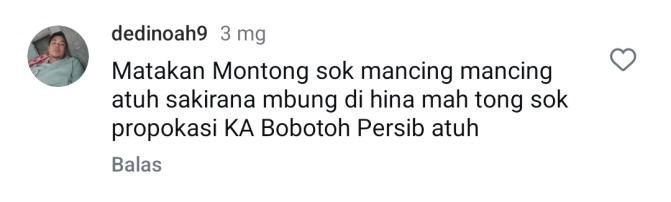 dedinoah9 3 mg
Matakan Montong sok mancing mancing
atuh sakirana mbung di hina mah tong sok
propokasi KA Bobotoh Persib atuh
Balas